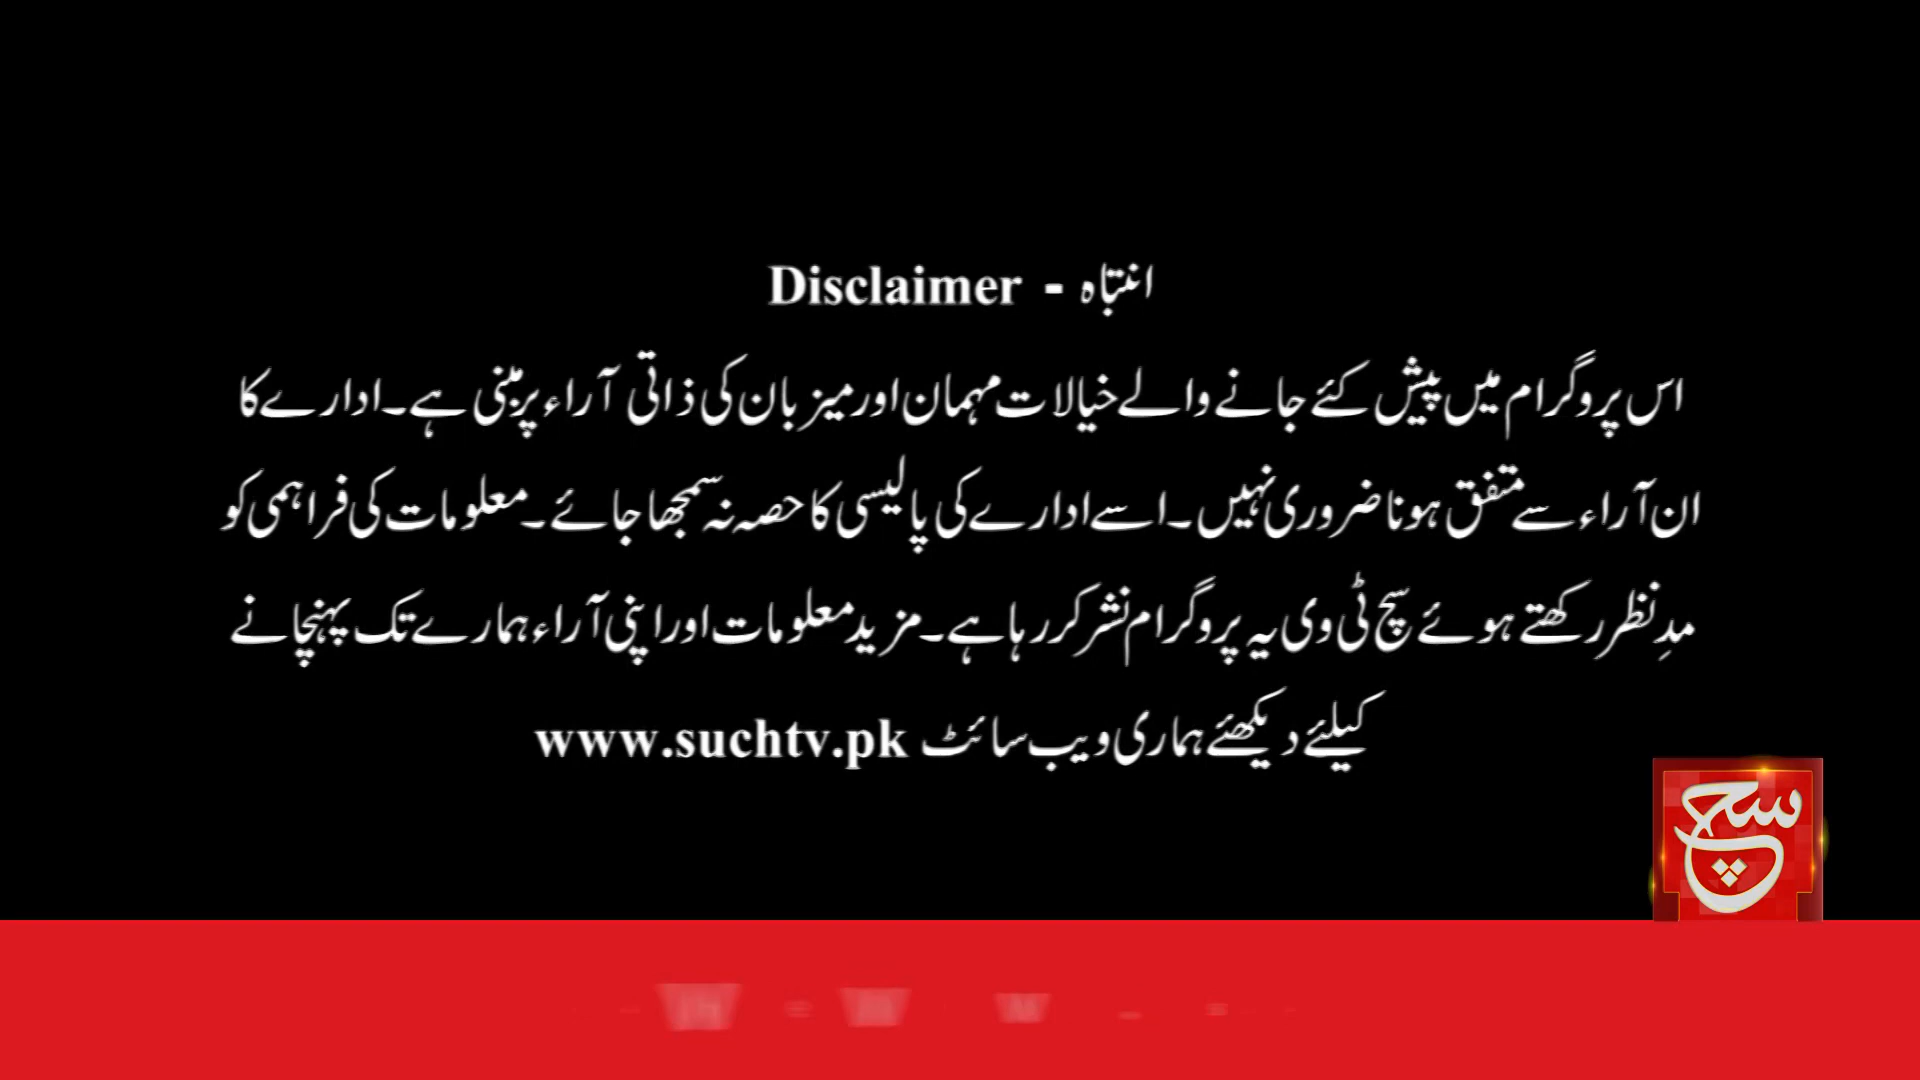 انتباہ - Disclaimer
اس پروگرام میں پیش کئے جانے والے خیالات مہمان اور میزبان کی ذاتی آراء پر مبنی ہے۔ ادارے کا
ان آراء سے متفق ہونا ضروری نہیں۔ اسے ادارے کی پالیسی کا حصہ نہ سمجھا جائے۔ معلومات کی فراہمی کو
مدِ نظر رکھتے ہوئے سچ ٹی وی یہ پروگرام نشر کر رہا ہے۔ مزید معلومات اور اپنی آراء ہمارے تک پہنچانے
کیلئے دیکھئے ہماری ویب سائٹ www.suchtv.pk
سچ